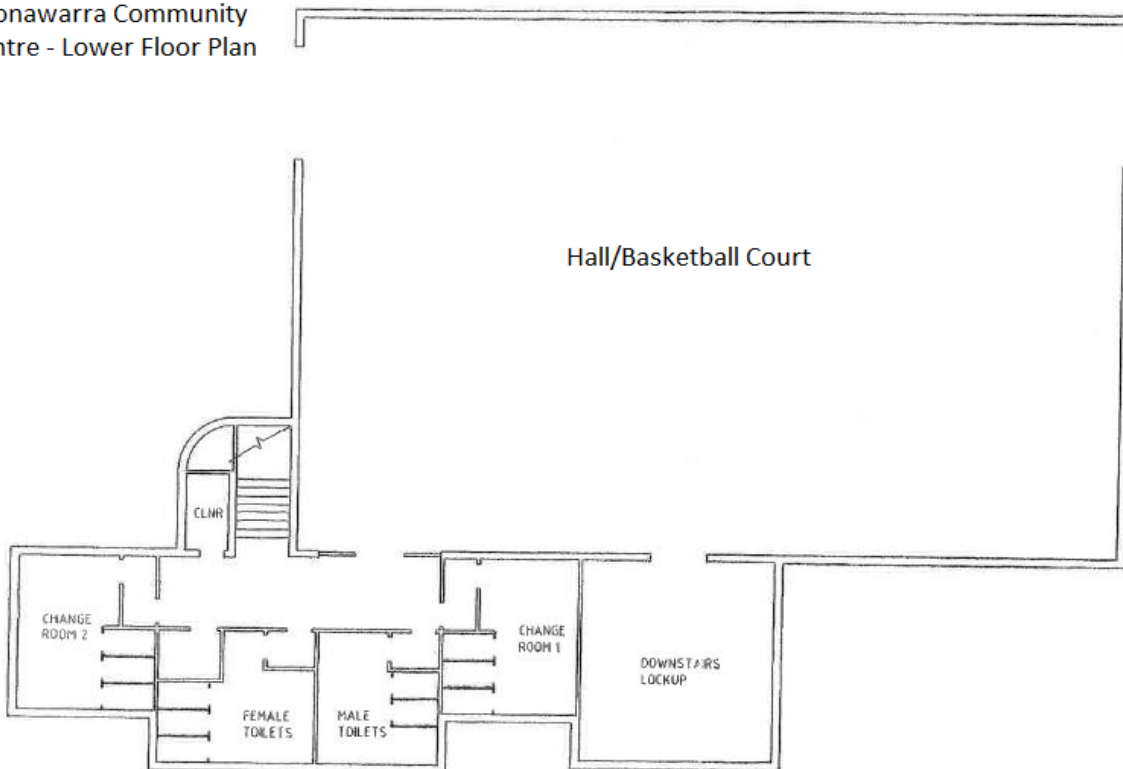 onawarra Community
ntre - Lower Floor Plan
Hall/Basketball Court
CLNR
CHANGE
ROOM 2
CHANGE
ROOM 1
DOWNSTAIRS
LOCKUP
FEMALE
TOILETS
MALE
TOILETS